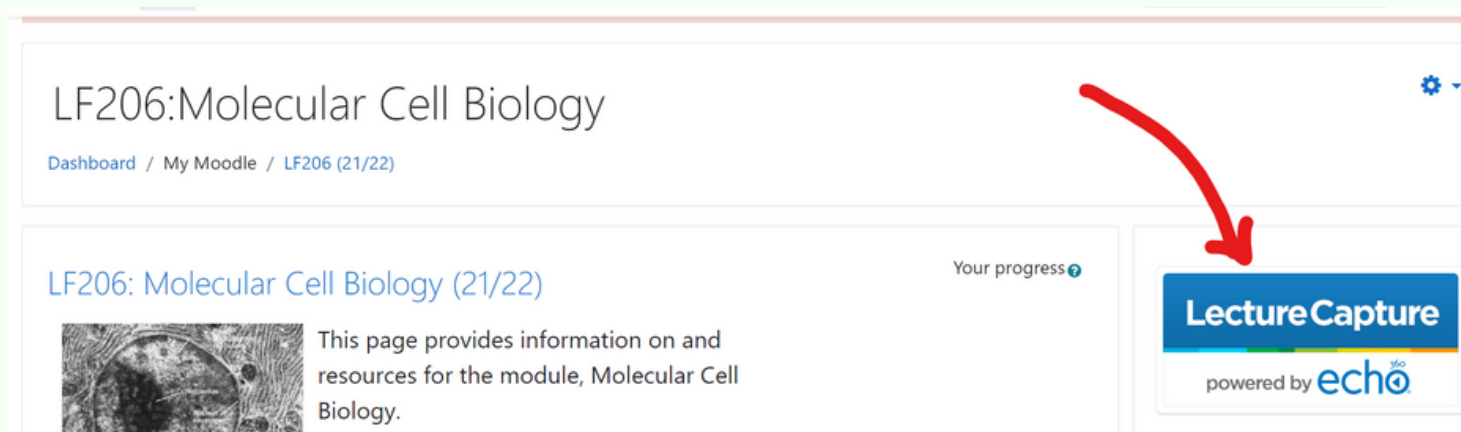 LF206:Molecular Cell Biology
Dashboard / My Moodle / LF206 (21/22)
LF206: Molecular Cell Biology (21/22)
Your progress
This page provides information on and
resources for the module, Molecular Cell
Biology.
LectureCapture
powered by echo360